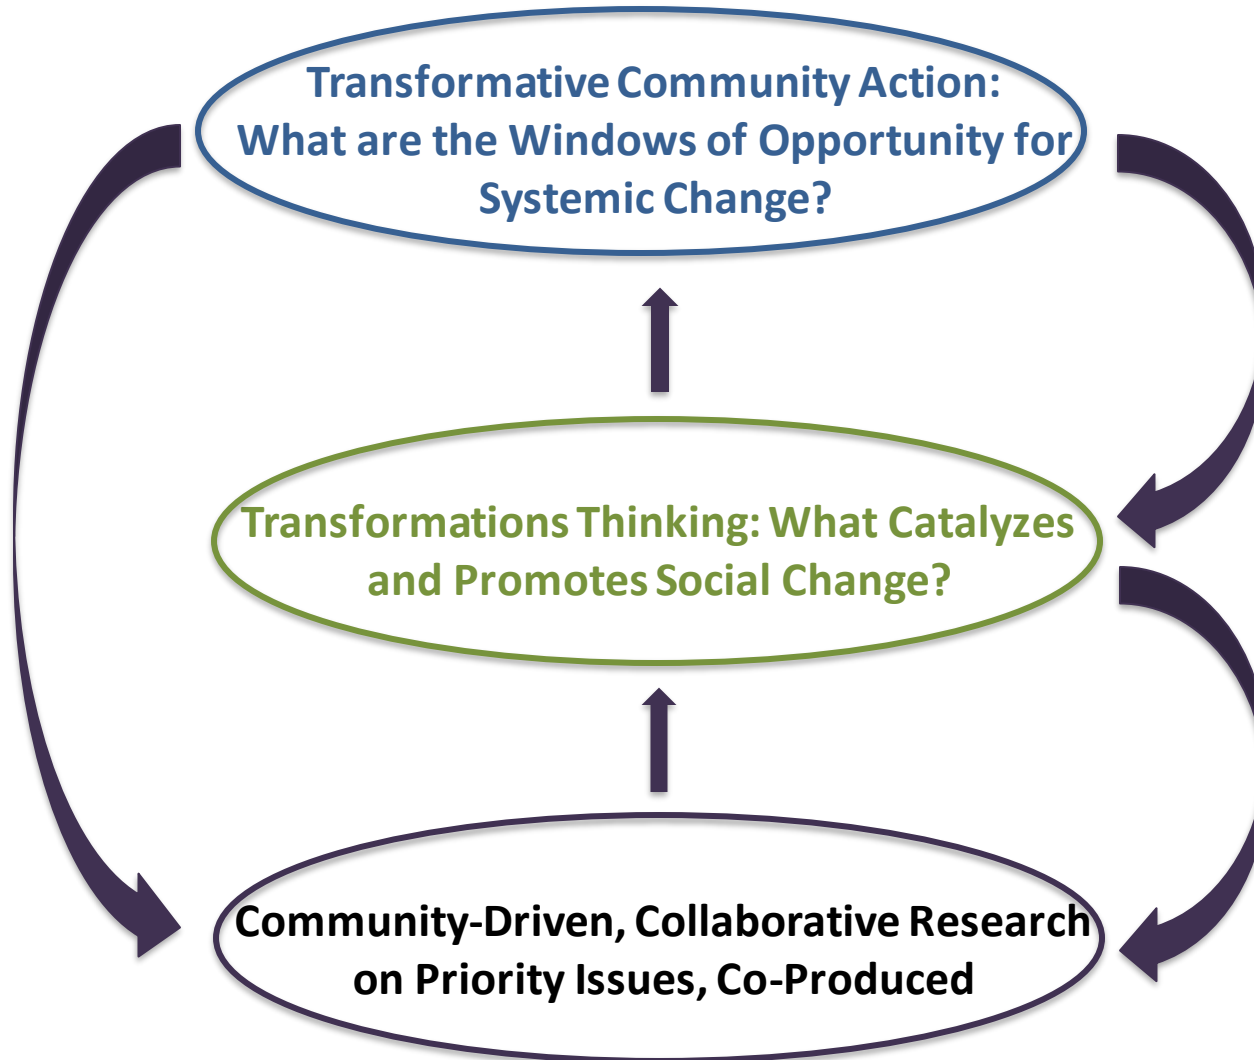 Transformative Community Action:
What are the Windows of Opportunity for
Systemic Change?
Transformations Thinking: What Catalyzes
and Promotes Social Change?
Community-Driven, Collaborative Research
on Priority Issues, Co-Produced